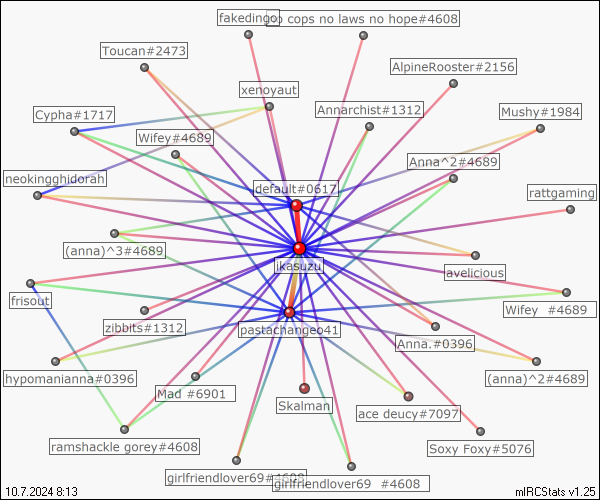 fakedingo
no cops no laws no hope#4608
Toucan#2473
AlpineRooster#2156
xenoyaut
Cypha#1717
Annarchist#1312
Mushy#1984
Wifey#4689
Anna^2#4689
neokingghidorah
default#0617
rattgaming
(anna)^3#4689
ikasuzu
avelicious
frisout
Wifey #4689
zibbits#1312
pastachangeo41
Anna.#0396
hypomanianna#0396
(anna)^2#4689
Mad #6901
Skalman
ace deucy#7097
ramshackle gorey#4608
Soxy Foxy#5076
girlfriendlover69#4608
girlfriendlover69 #4608
10.7.2024 8:13
mIRCStats v1.25